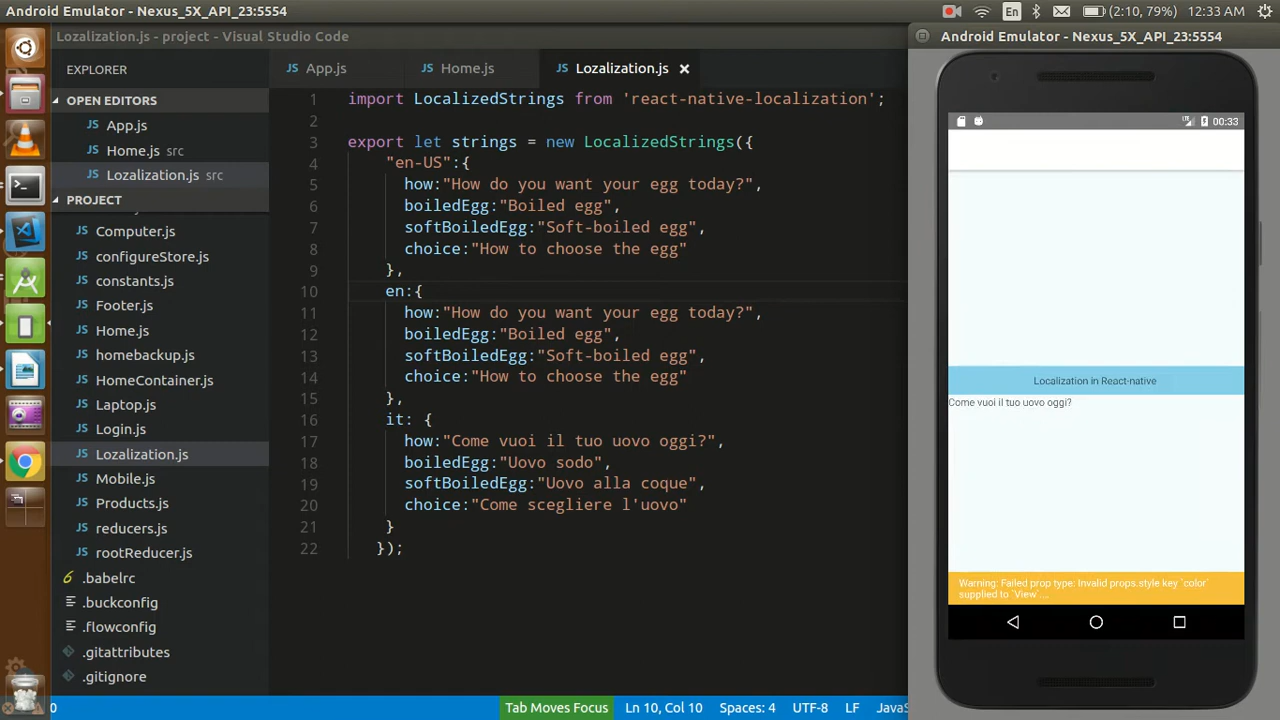 Android Emulator - Nexus_5X_API_23:5554
En
(2:10, 79%)
12:33 AM
Lozalization.js - project - Visual Studio Code
EXPLORER
OPEN EDITORS
App.js
Home.js src
Lozalization.js src
PROJECT
Computer.js
configureStore.js
constants.js
Footer.js
Home.js
homebackup.js
HomeContainer.js
Laptop.js
Login.js
Lozalization.js
Mobile.js
Products.js
reducers.js
rootReducer.js
.babelrc
.buckconfig
.flowconfig
.gitattributes
.gitignore
JS App.js
JS Home.js
JS Lozalization.js
1 import LocalizedStrings from 'react-native-localization';
2
3 export let strings = new LocalizedStrings({
4 "en-US":{
5 how:"How do you want your egg today?",
6 boiledEgg:"Boiled egg",
7 softBoiledEgg:"Soft-boiled egg",
8 choice:"How to choose the egg"
9 },
10 en:{
11 how:"How do you want your egg today?",
12 boiledEgg:"Boiled egg",
13 softBoiledEgg:"Soft-boiled egg",
14 choice:"How to choose the egg"
15 },
16 it: {
17 how:"Come vuoi il tuo uovo oggi?",
18 boiledEgg:"Uovo sodo",
19 softBoiledEgg:"Uovo alla coque",
20 choice:"Come scegliere l'uovo"
21 }
22 });
0
Tab Moves Focus
Ln 10, Col 10
Spaces: 4
UTF-8
LF
JavaS
Android Emulator - Nexus_5X_API_23:5554
00:33
Localization in React-native
Come vuoi il tuo uovo oggi?
Warning: Failed prop type: Invalid props.style key `color`
supplied to `View`...